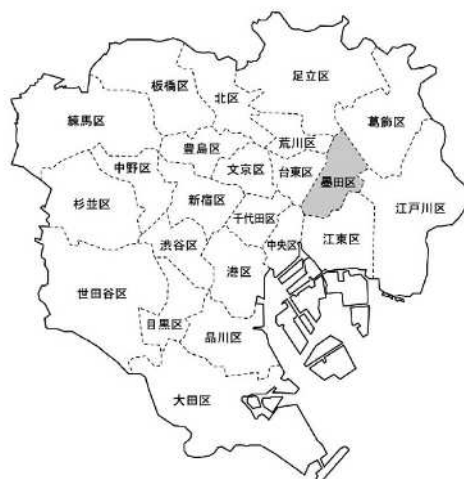 足立区
板橋区
北区
葛飾区
練馬区
荒川区
豊島区
中野区
文京区
台東区
墨田区
杉並区
新宿区
江戸川区
千代田区
江東区
渋谷区
中央区
港区
世田谷区
目黒区
品川区
大田区